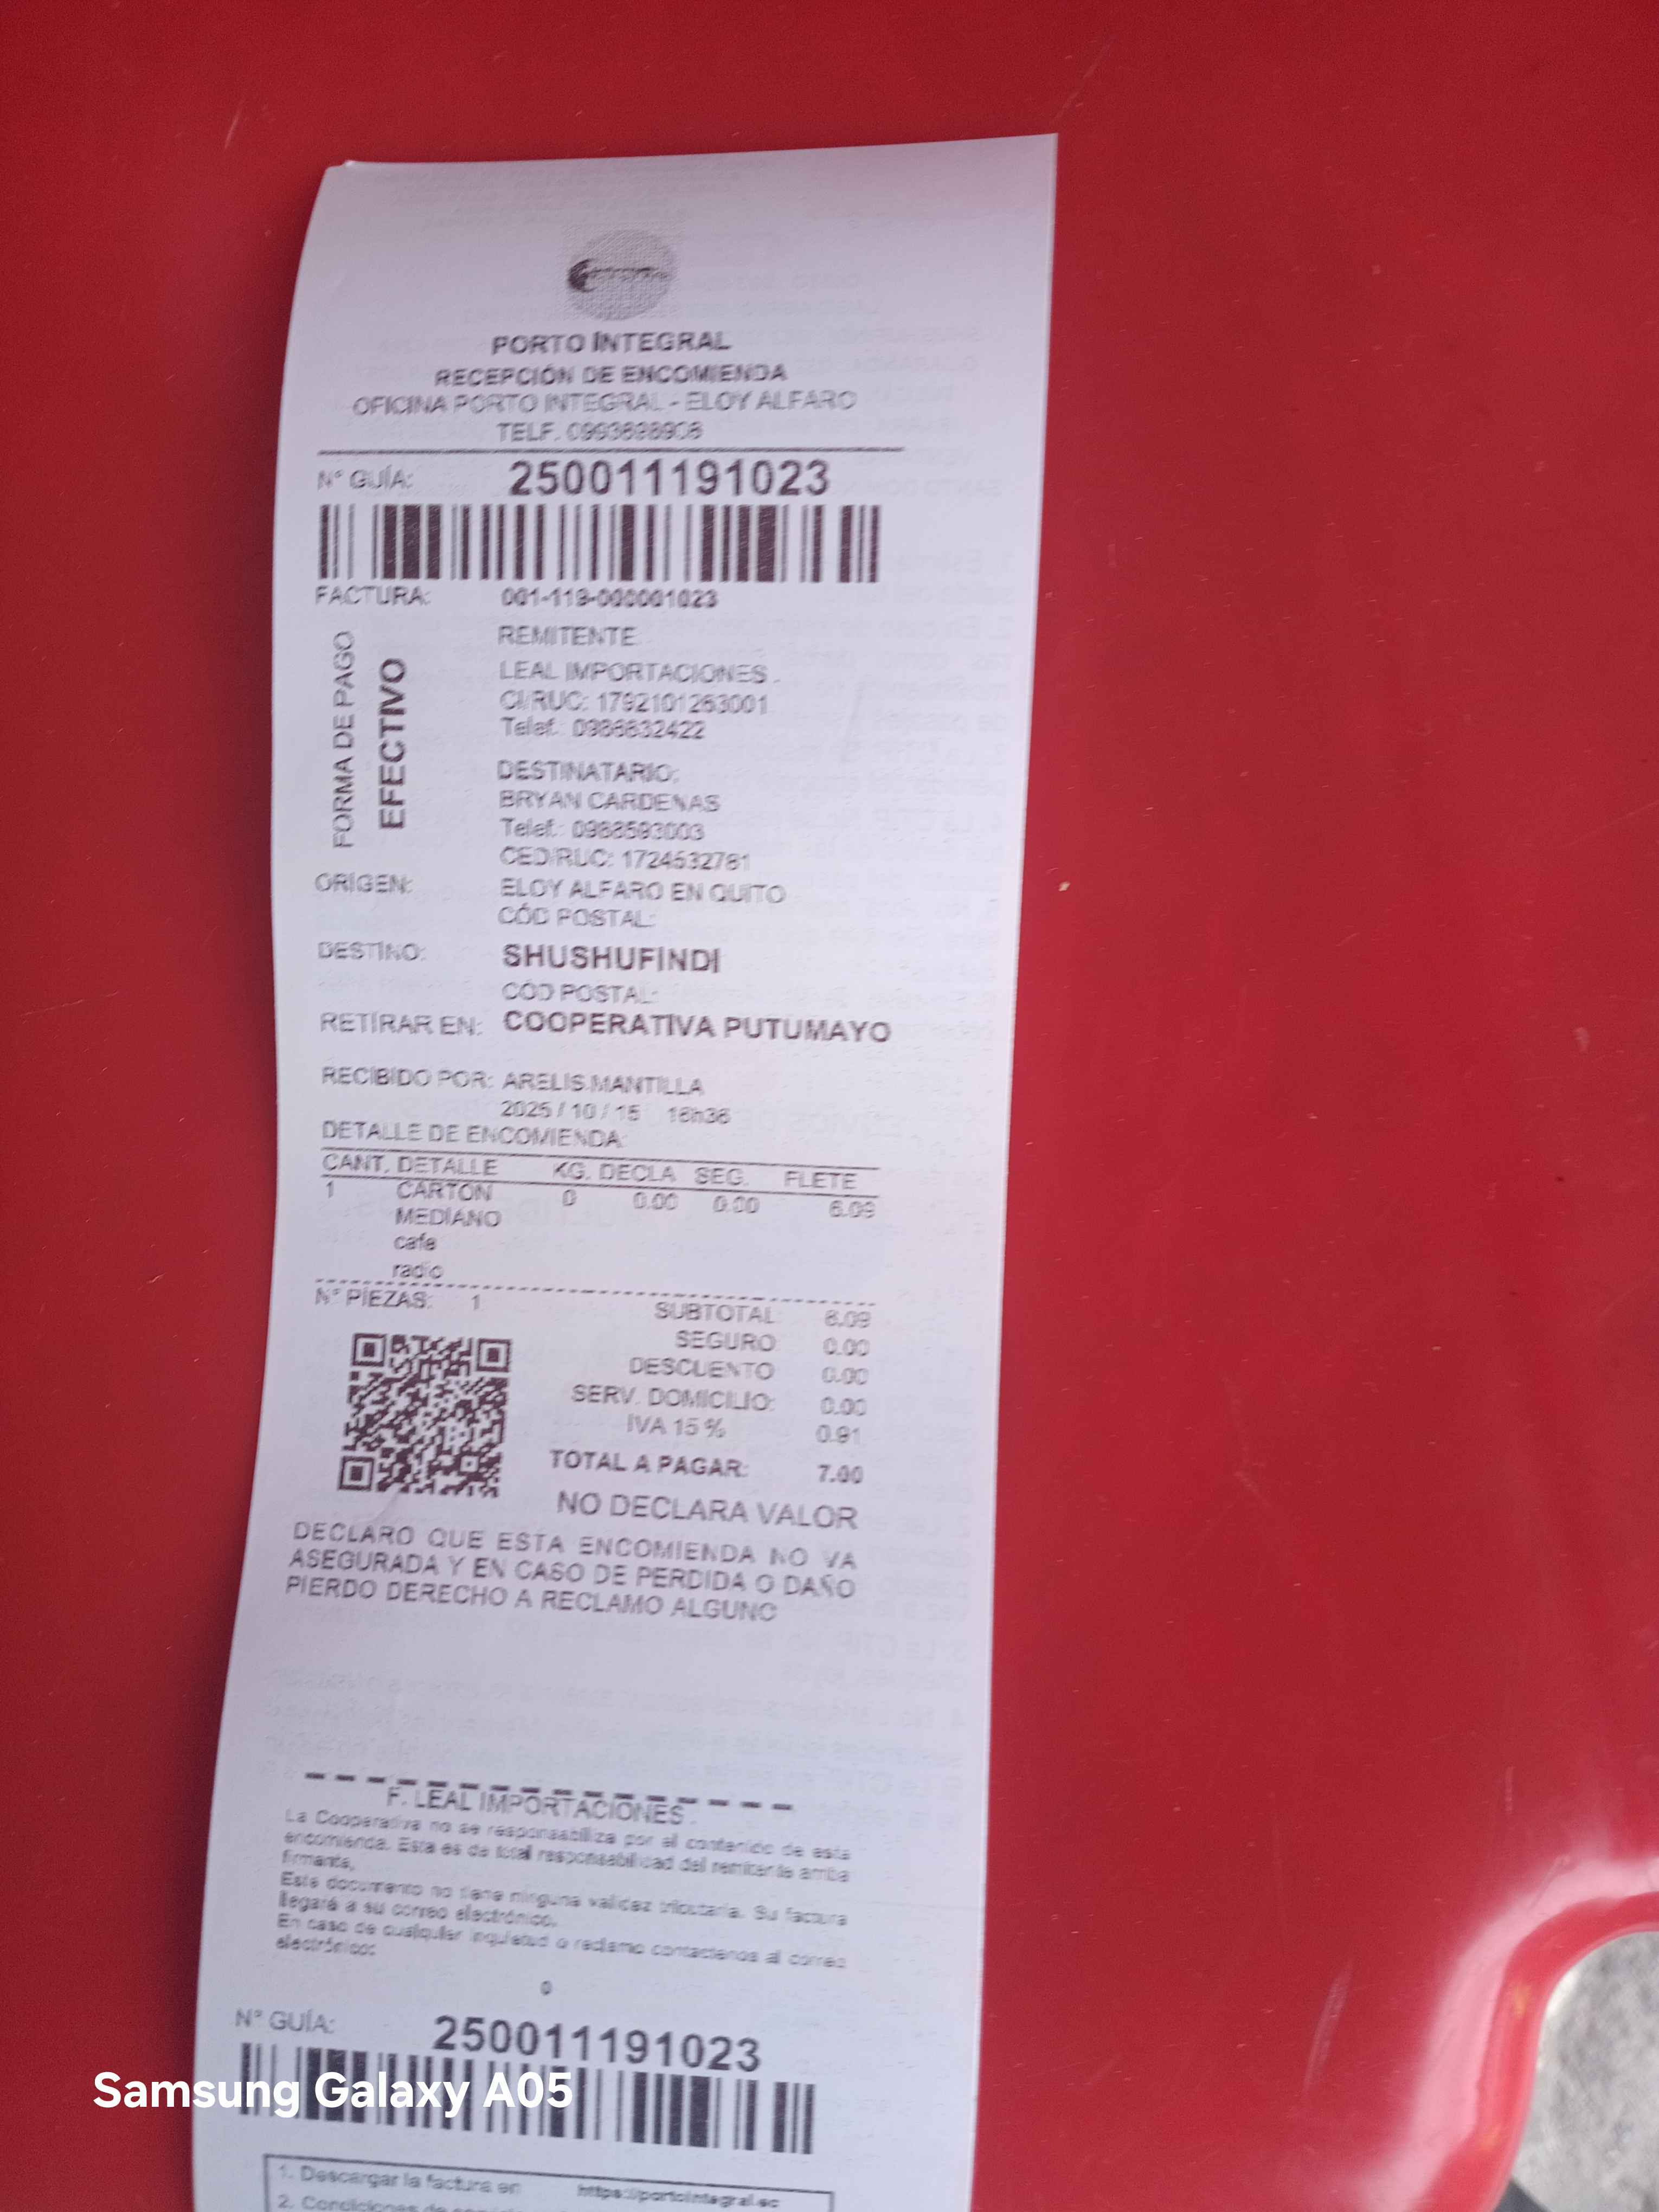 PORTO INTEGRAL
RECEPCIÓN DE ENCOMIENDA
OFICINA PORTO INTEGRAL - ELOY ALFARO
TELF. 0993898908
N° GUÍA: 250011191023
FACTURA: 001-119-000001023
FORMA DE PAGO
EFECTIVO
REMITENTE
LEAL IMPORTACIONES .
CI/RUC: 1792101263001
Telef.: 0986632422
DESTINATARIO:
BRYAN CARDENAS
Telef.: 0988593003
CED/RUC: 1724532781
ORIGEN: ELOY ALFARO EN QUITO
CÓD POSTAL:
DESTINO: SHUSHUFINDI
CÓD POSTAL:
RETIRAR EN: COOPERATIVA PUTUMAYO
RECIBIDO POR: ARELIS.MANTILLA
2025 / 10 / 15 16h36
DETALLE DE ENCOMIENDA:
CANT. DETALLE KG. DECLA SEG. FLETE
1 CARTON 0 0.00 0.00 6.09
MEDIANO
cafe
radio
N° PIEZAS: 1
SUBTOTAL: 6.09
SEGURO: 0.00
DESCUENTO 0.00
SERV. DOMICILIO: 0.00
IVA 15 % 0.91
TOTAL A PAGAR: 7.00
NO DECLARA VALOR
DECLARO QUE ESTA ENCOMIENDA NO VA
ASEGURADA Y EN CASO DE PERDIDA O DAÑO
PIERDO DERECHO A RECLAMO ALGUNO
F. LEAL IMPORTACIONES .
La Cooperativa no se responsabiliza por el contenido de esta
encomienda. Esta es de total responsabilidad del remitente arriba
firmante.
Este documento no tiene ninguna validez tributaria. Su factura
llegará a su correo electrónico.
En caso de cualquier inquietud o reclamo contactenos al correo
electrónico:
0
N° GUÍA: 250011191023
Samsung Galaxy A05
1. Descargar la factura en https://portointegral.ec
2. Condiciones de